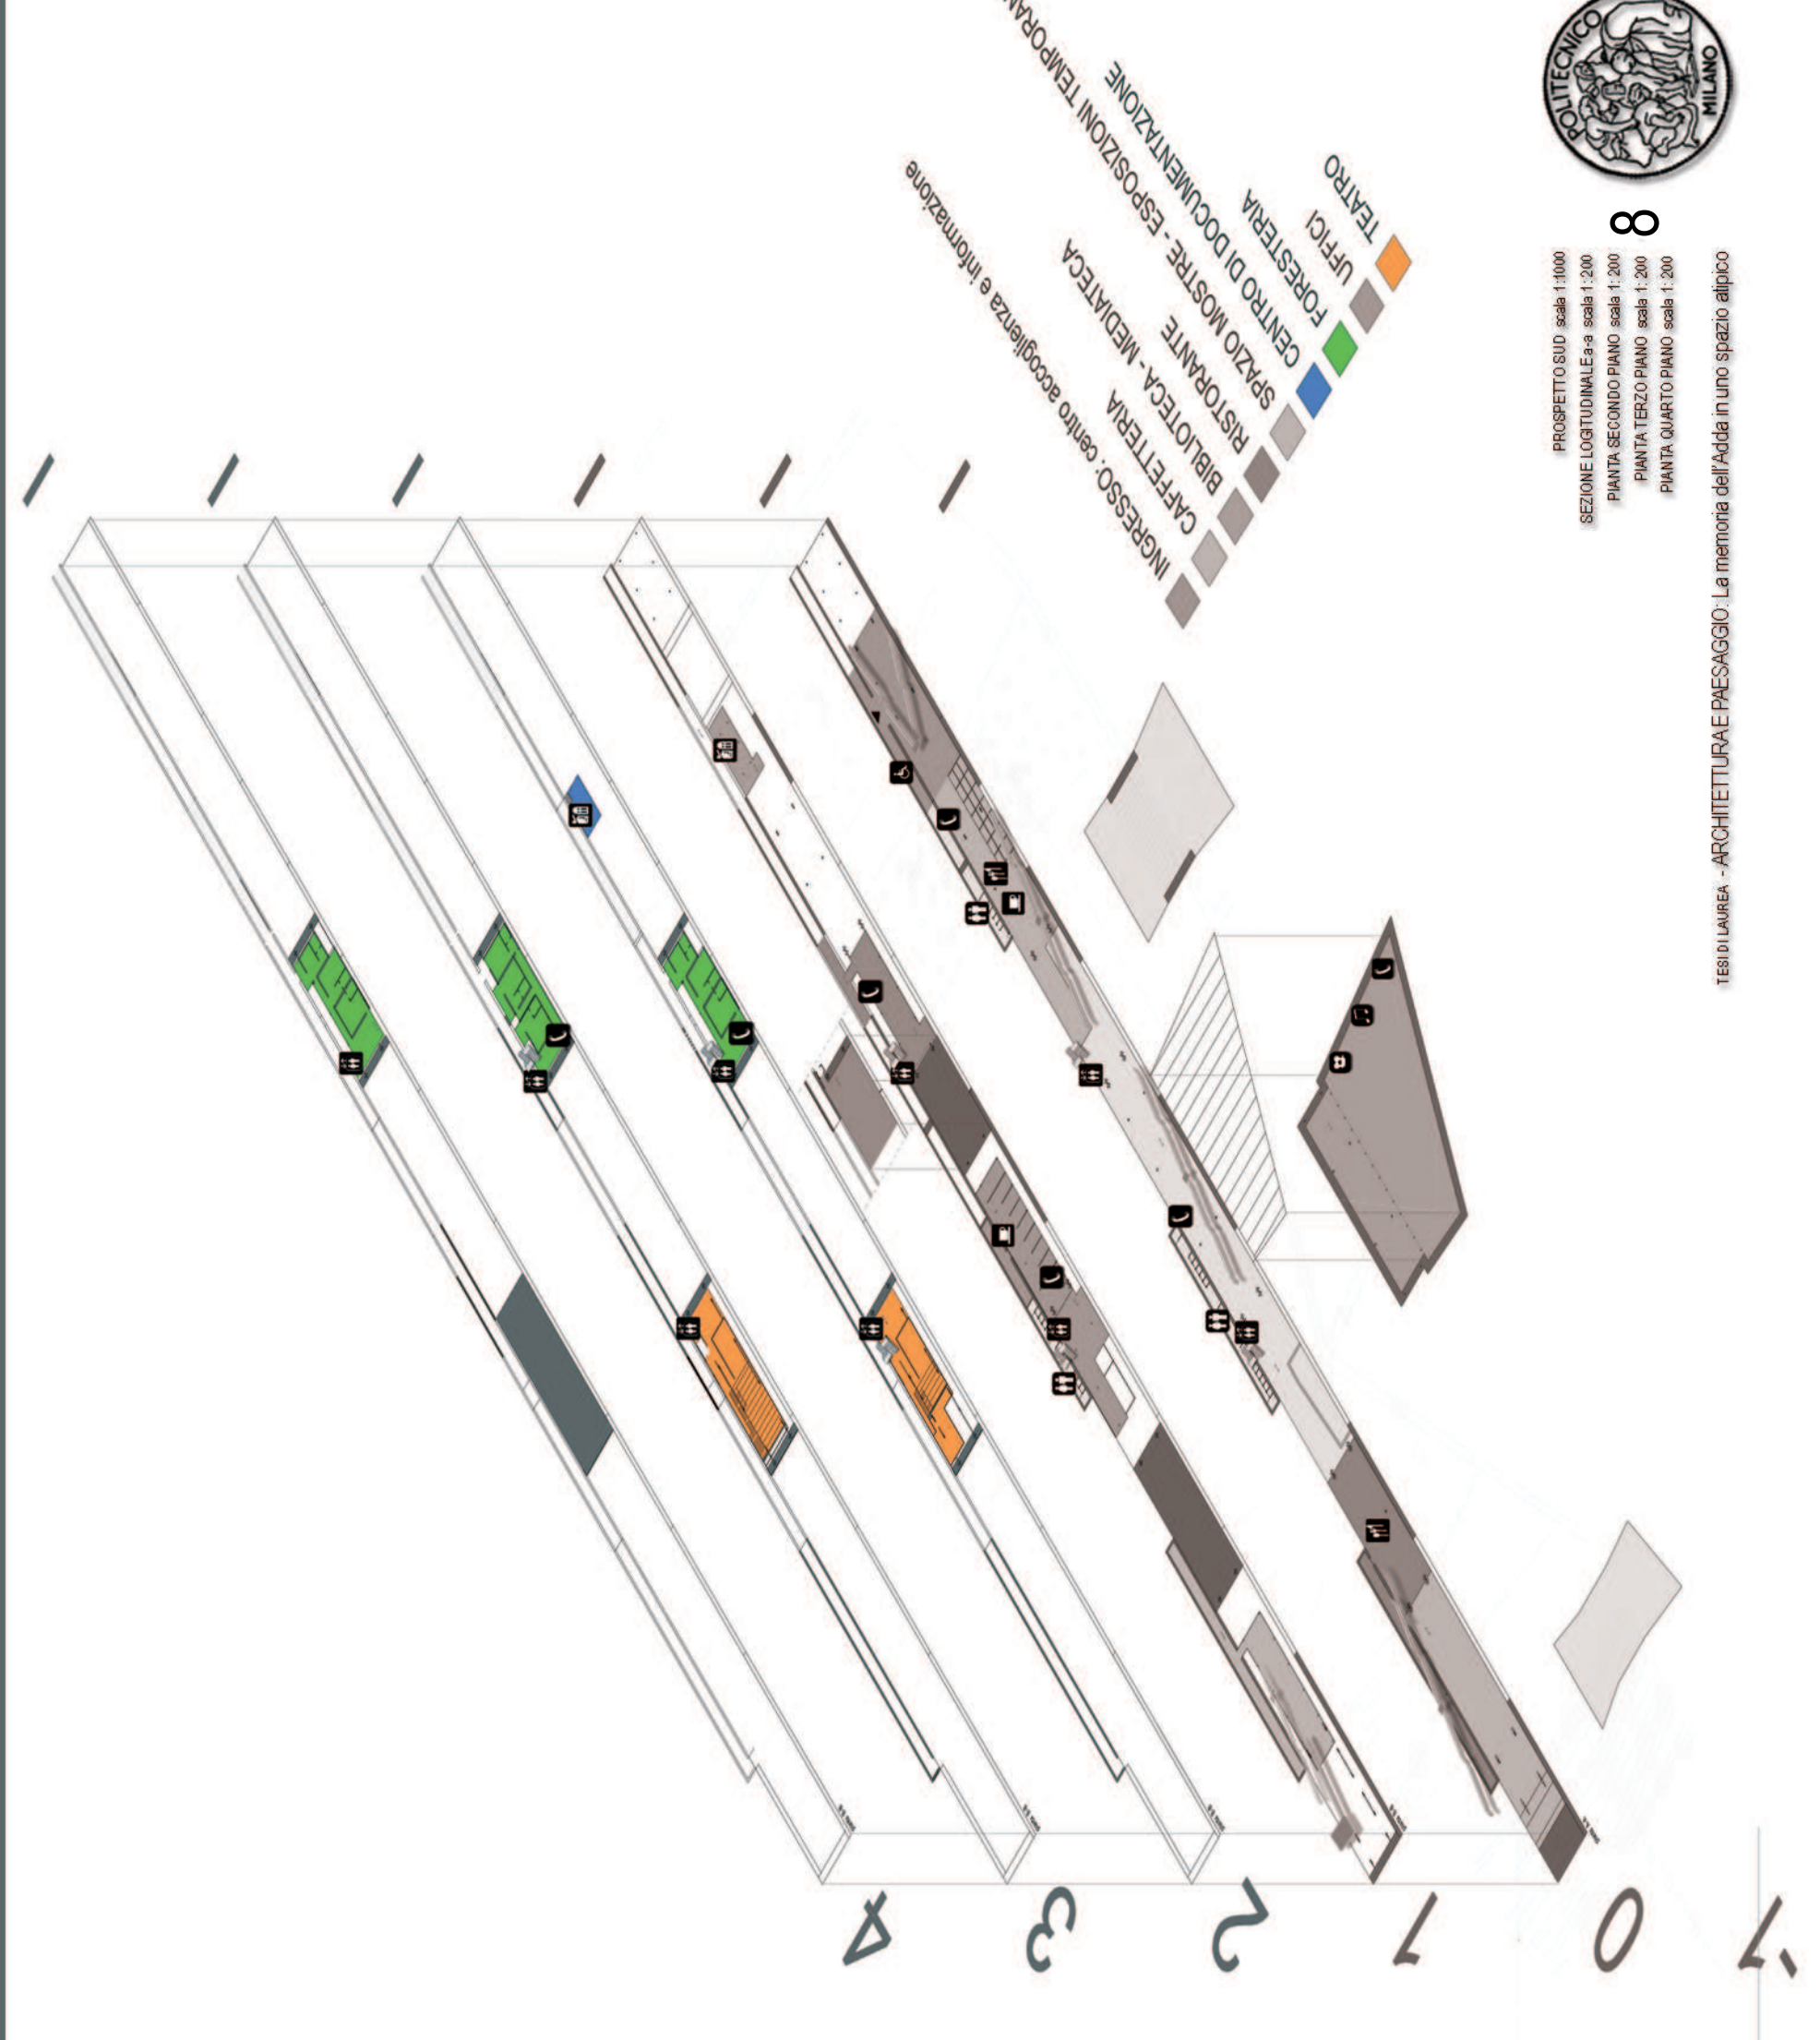 POLITECNICO
MILANO
8
PROSPETTO SUD scala 1:1000
SEZIONE LOGITUDINALE a-a scala 1:200
PIANTA SECONDO PIANO scala 1:200
PIANTA TERZO PIANO scala 1:200
PIANTA QUARTO PIANO scala 1:200
TESI DI LAUREA - ARCHITETTURA E PAESAGGIO: La memoria dell'Adda in uno spazio atipico
INGRESSO: centro accoglienza e informazione
CAFFETTERIA
BIBLIOTECA - MEDIATECA
RISTORANTE
SPAZIO MOSTRE - ESPOSIZIONI
CENTRO DI DOCUMENTAZIONE
FORESTERIA
UFFICI
TEATRO
4
3
2
1
0
-1